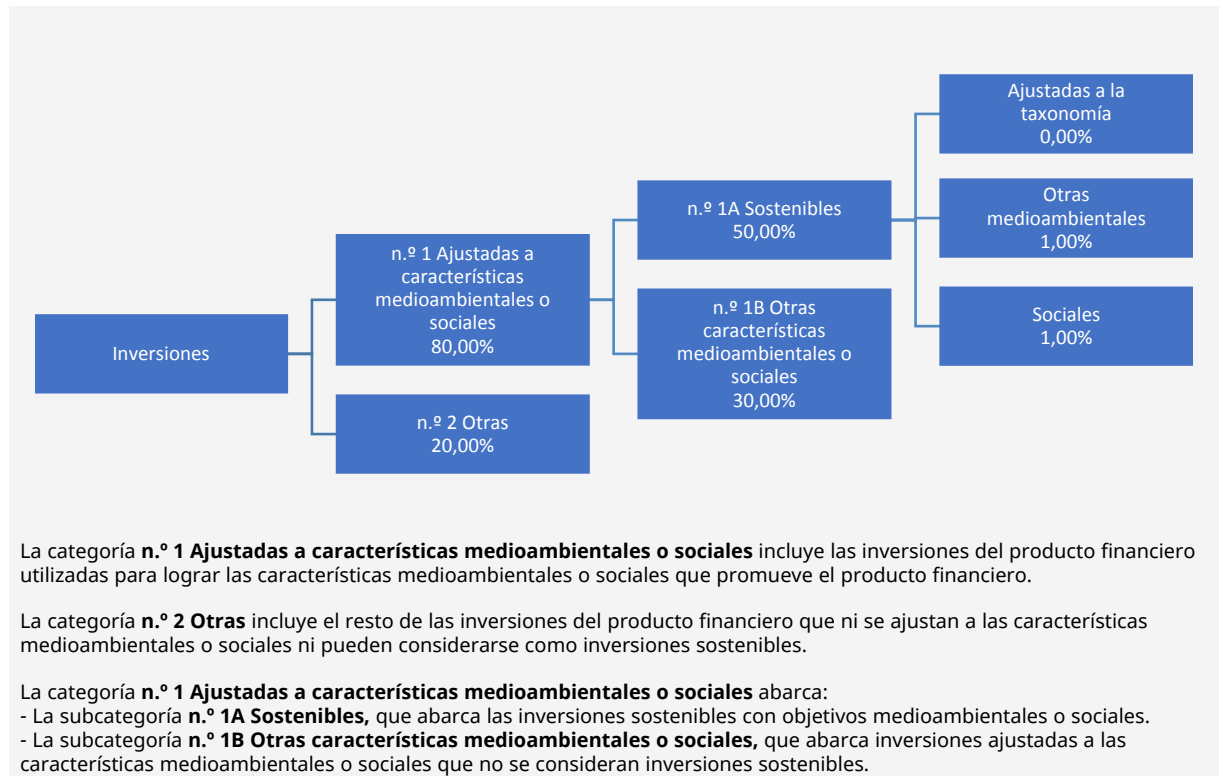 Inversiones
n.º 1 Ajustadas a
características
medioambientales o
sociales
80,00%
n.º 2 Otras
20,00%
n.º 1A Sostenibles
50,00%
n.º 1B Otras
características
medioambientales o
sociales
30,00%
Ajustadas a la
taxonomía
0,00%
Otras
medioambientales
1,00%
Sociales
1,00%
La categoría n.º 1 Ajustadas a características medioambientales o sociales incluye las inversiones del producto financiero
utilizadas para lograr las características medioambientales o sociales que promueve el producto financiero.
La categoría n.º 2 Otras incluye el resto de las inversiones del producto financiero que ni se ajustan a las características
medioambientales o sociales ni pueden considerarse como inversiones sostenibles.
La categoría n.º 1 Ajustadas a características medioambientales o sociales abarca:
- La subcategoría n.º 1A Sostenibles, que abarca las inversiones sostenibles con objetivos medioambientales o sociales.
- La subcategoría n.º 1B Otras características medioambientales o sociales, que abarca inversiones ajustadas a las
características medioambientales o sociales que no se consideran inversiones sostenibles.